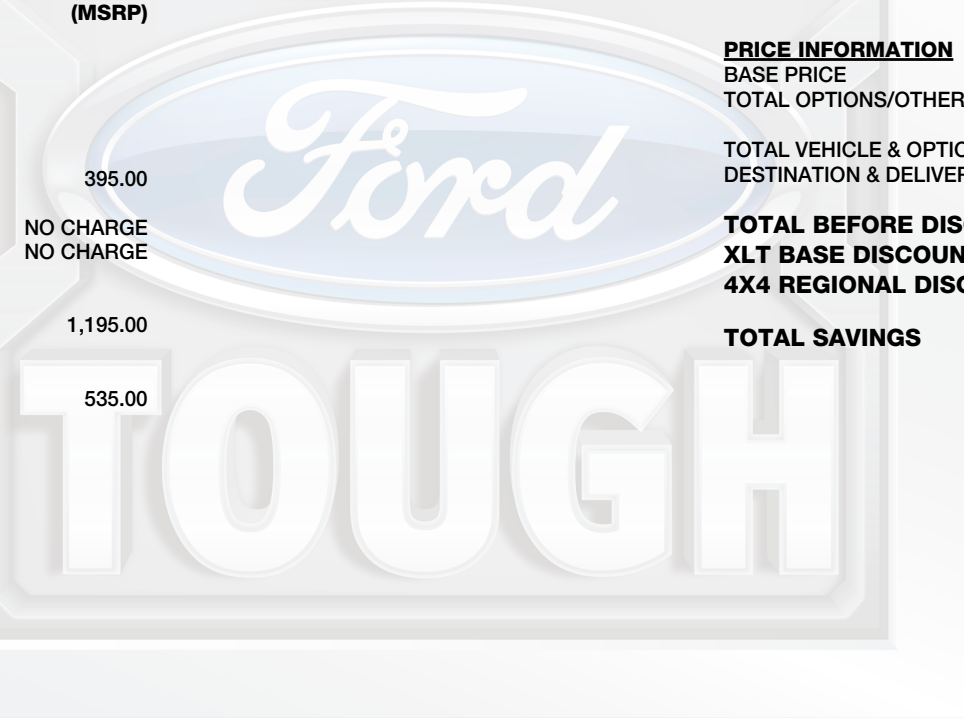 (MSRP)
395.00
NO CHARGE
NO CHARGE
1,195.00
535.00
Ford
TOUGH
PRICE INFORMATION
BASE PRICE
TOTAL OPTIONS/OTHER
TOTAL VEHICLE & OPTIO
DESTINATION & DELIVER
TOTAL BEFORE DISC
XLT BASE DISCOUN
4X4 REGIONAL DISC
TOTAL SAVINGS